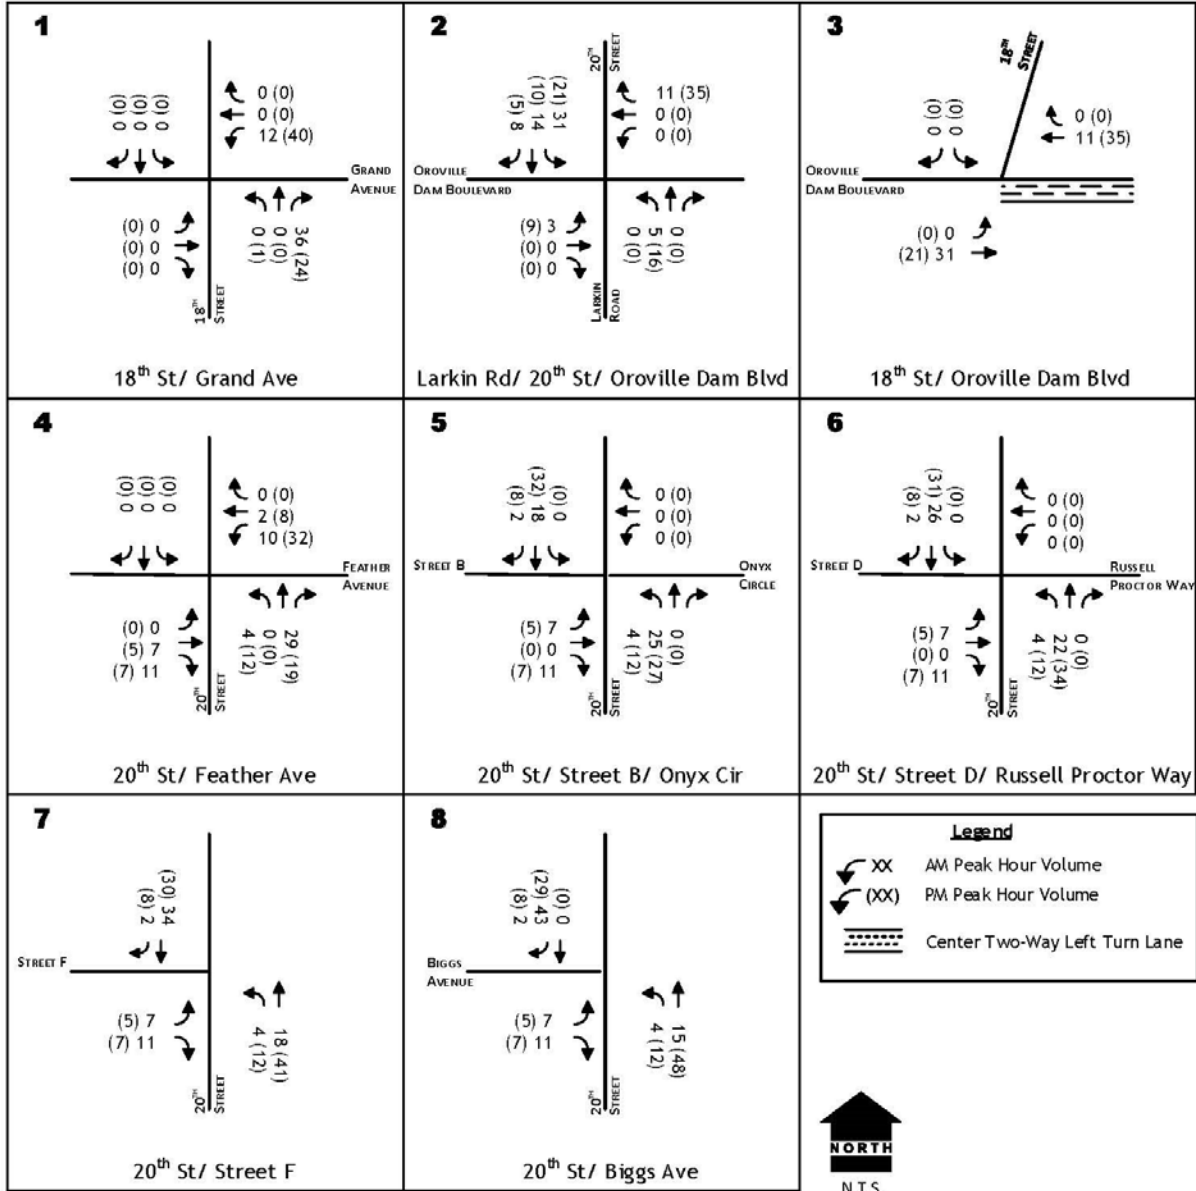 1
(0) 0
(0) 0
(0) 0
0 (0)
0 (0)
12 (40)
GRAND
AVENUE
(0) 0
(0) 0
(0) 0
0 (1)
0 (0)
36 (24)
18TH
STREET
18th St/ Grand Ave
2
20TH
STREET
(5) 8
(10) 14
(21) 31
11 (35)
0 (0)
0 (0)
OROVILLE
DAM BOULEVARD
(9) 3
(0) 0
(0) 0
0 (0)
5 (16)
0 (0)
LARKIN
ROAD
Larkin Rd/ 20th St/ Oroville Dam Blvd
3
18TH
STREET
(0) 0
(0) 0
0 (0)
11 (35)
OROVILLE
DAM BOULEVARD
(0) 0
(21) 31
18th St/ Oroville Dam Blvd
4
(0) 0
(0) 0
(0) 0
0 (0)
2 (8)
10 (32)
FEATHER
AVENUE
(0) 0
(5) 7
(7) 11
4 (12)
0 (0)
29 (19)
20TH
STREET
20th St/ Feather Ave
5
(8) 2
(32) 18
(0) 0
0 (0)
0 (0)
0 (0)
STREET B
ONYX
CIRCLE
(5) 7
(0) 0
(7) 11
4 (12)
25 (27)
0 (0)
20TH
STREET
20th St/ Street B/ Onyx Cir
6
(8) 2
(31) 26
(0) 0
0 (0)
0 (0)
0 (0)
STREET D
RUSSELL
PROCTOR WAY
(5) 7
(0) 0
(7) 11
4 (12)
22 (34)
0 (0)
20TH
STREET
20th St/ Street D/ Russell Proctor Way
7
(8) 2
(30) 34
STREET F
(5) 7
(7) 11
4 (12)
18 (41)
20TH
STREET
20th St/ Street F
8
(8) 2
(29) 43
(0) 0
BIGGS
AVENUE
(5) 7
(7) 11
4 (12)
15 (48)
20TH
STREET
20th St/ Biggs Ave
Legend
XX AM Peak Hour Volume
(XX) PM Peak Hour Volume
Center Two-Way Left Turn Lane
NORTH
N.T.S.